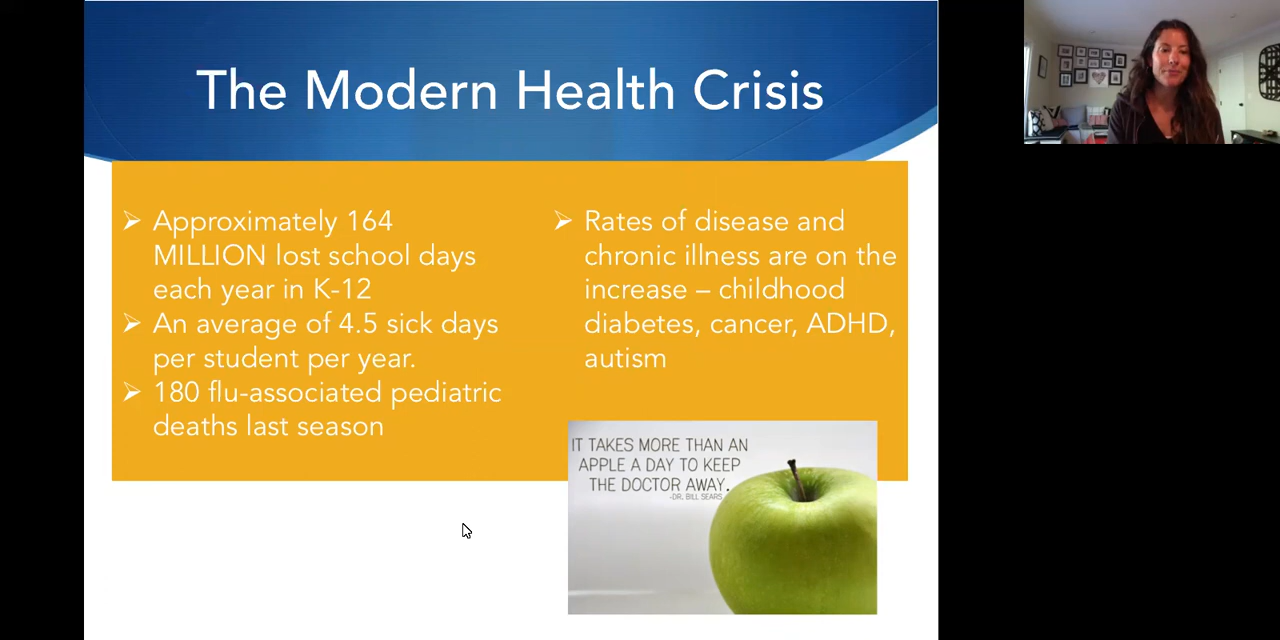 The Modern Health Crisis
➢ Approximately 164
MILLION lost school days
each year in K-12
➢ An average of 4.5 sick days
per student per year.
➢ 180 flu-associated pediatric
deaths last season
➢ Rates of disease and
chronic illness are on the
increase – childhood
diabetes, cancer, ADHD,
autism
IT TAKES MORE THAN AN
APPLE A DAY TO KEEP
THE DOCTOR AWAY.
-DR. BILL SEARS